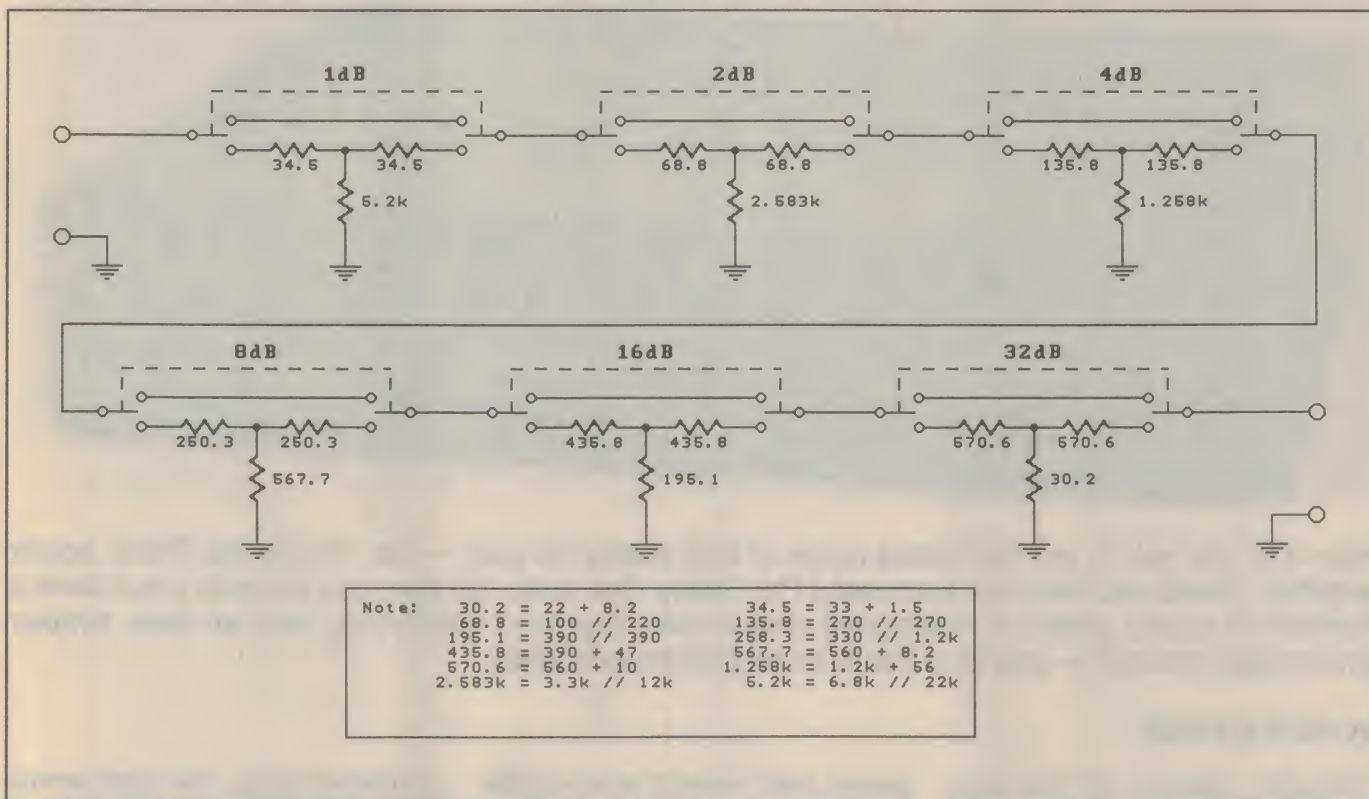 1dB 2dB 4dB
34.5 34.5 68.8 68.8 135.8 135.8
5.2k 2.583k 1.258k
8dB 16dB 32dB
250.3 250.3 435.8 435.8 570.6 570.6
567.7 195.1 30.2
Note: 30.2 = 22 + 8.2 34.5 = 33 + 1.5
68.8 = 100 // 220 135.8 = 270 // 270
195.1 = 390 // 390 258.3 = 330 // 1.2k
435.8 = 390 + 47 567.7 = 560 + 8.2
570.6 = 560 + 10 1.258k = 1.2k + 56
2.583k = 3.3k // 12k 5.2k = 6.8k // 22k